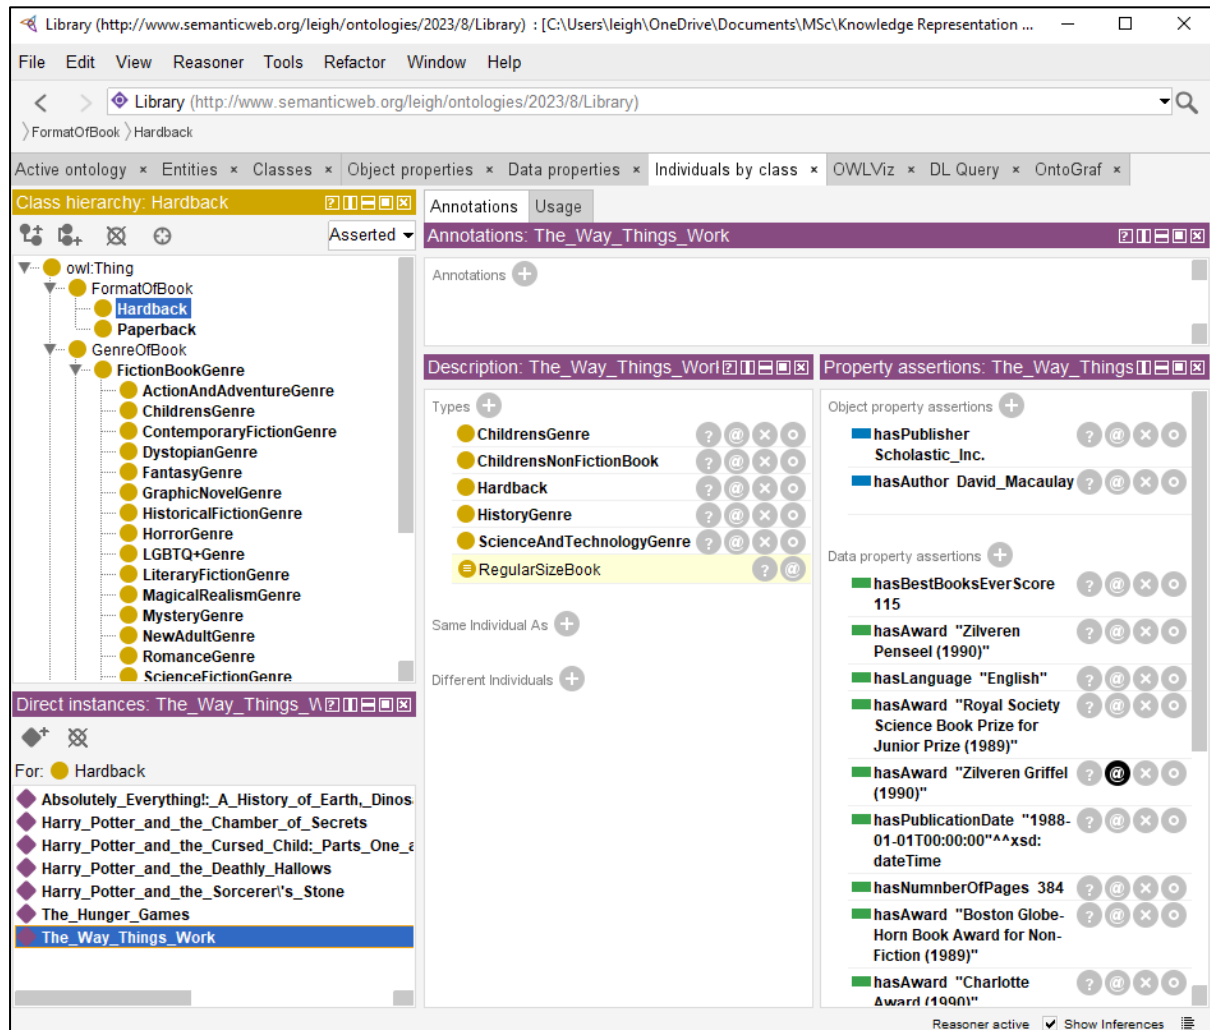 Library (http://www.semanticweb.org/leigh/ontologies/2023/8/Library) : [C:\Users\leigh\OneDrive\Documents\MSc\Knowledge Representation ...
File Edit View Reasoner Tools Refactor Window Help
Library (http://www.semanticweb.org/leigh/ontologies/2023/8/Library)
FormatOfBook Hardback
Active ontology × Entities × Classes × Object properties × Data properties × Individuals by class × OWLViz × DL Query × OntoGraf ×
Class hierarchy: Hardback
Asserted
owl:Thing
FormatOfBook
Hardback
Paperback
GenreOfBook
FictionBookGenre
ActionAndAdventureGenre
ChildrensGenre
ContemporaryFictionGenre
DystopianGenre
FantasyGenre
GraphicNovelGenre
HistoricalFictionGenre
HorrorGenre
LGBTQ+Genre
LiteraryFictionGenre
MagicalRealismGenre
MysteryGenre
NewAdultGenre
RomanceGenre
ScienceFictionGenre
Direct instances: The_Way_Things_W
For: Hardback
Absolutely_Everything!:_A_History_of_Earth,_Dinos
Harry_Potter_and_the_Chamber_of_Secrets
Harry_Potter_and_the_Cursed_Child:_Parts_One_a
Harry_Potter_and_the_Deathly_Hallows
Harry_Potter_and_the_Sorcerer\'s_Stone
The_Hunger_Games
The_Way_Things_Work
Annotations Usage
Annotations: The_Way_Things_Work
Annotations
Description: The_Way_Things_Worl
Types
ChildrensGenre
ChildrensNonFictionBook
Hardback
HistoryGenre
ScienceAndTechnologyGenre
RegularSizeBook
Same Individual As
Different Individuals
Property assertions: The_Way_Things
Object property assertions
hasPublisher
Scholastic_Inc.
hasAuthor David_Macaulay
Data property assertions
hasBestBooksEverScore
115
hasAward "Zilveren
Penseel (1990)"
hasLanguage "English"
hasAward "Royal Society
Science Book Prize for
Junior Prize (1989)"
hasAward "Zilveren Griffel
(1990)"
hasPublicationDate "1988-
01-01T00:00:00"^^xsd:
dateTime
hasNumnberOfPages 384
hasAward "Boston Globe-
Horn Book Award for Non-
Fiction (1989)"
hasAward "Charlotte
Award (1990)"
Reasoner active Show Inferences